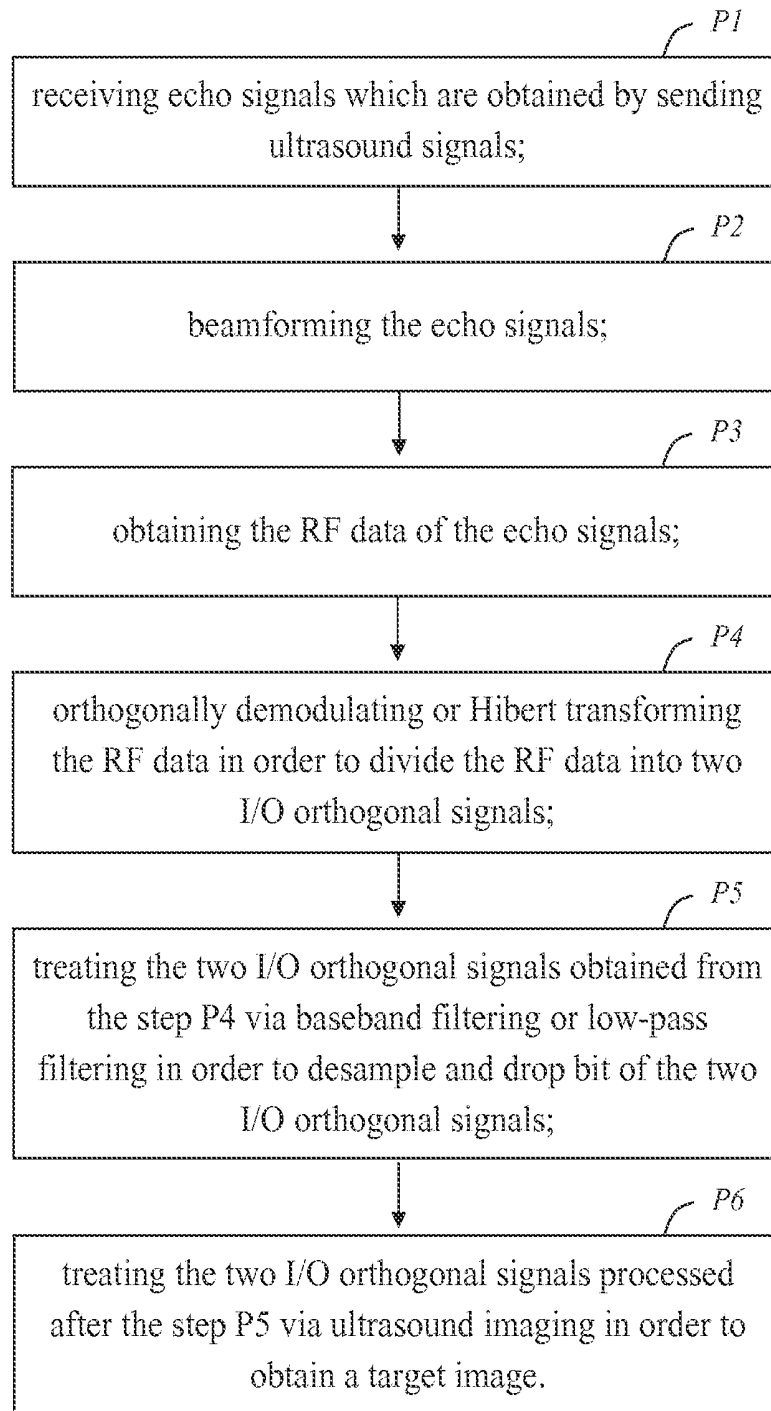 P1
receiving echo signals which are obtained by sending
ultrasound signals;
P2
beamforming the echo signals;
P3
obtaining the RF data of the echo signals;
P4
orthogonally demodulating or Hibert transforming
the RF data in order to divide the RF data into two
I/O orthogonal signals;
P5
treating the two I/O orthogonal signals obtained from
the step P4 via baseband filtering or low-pass
filtering in order to desample and drop bit of the two
I/O orthogonal signals;
P6
treating the two I/O orthogonal signals processed
after the step P5 via ultrasound imaging in order to
obtain a target image.